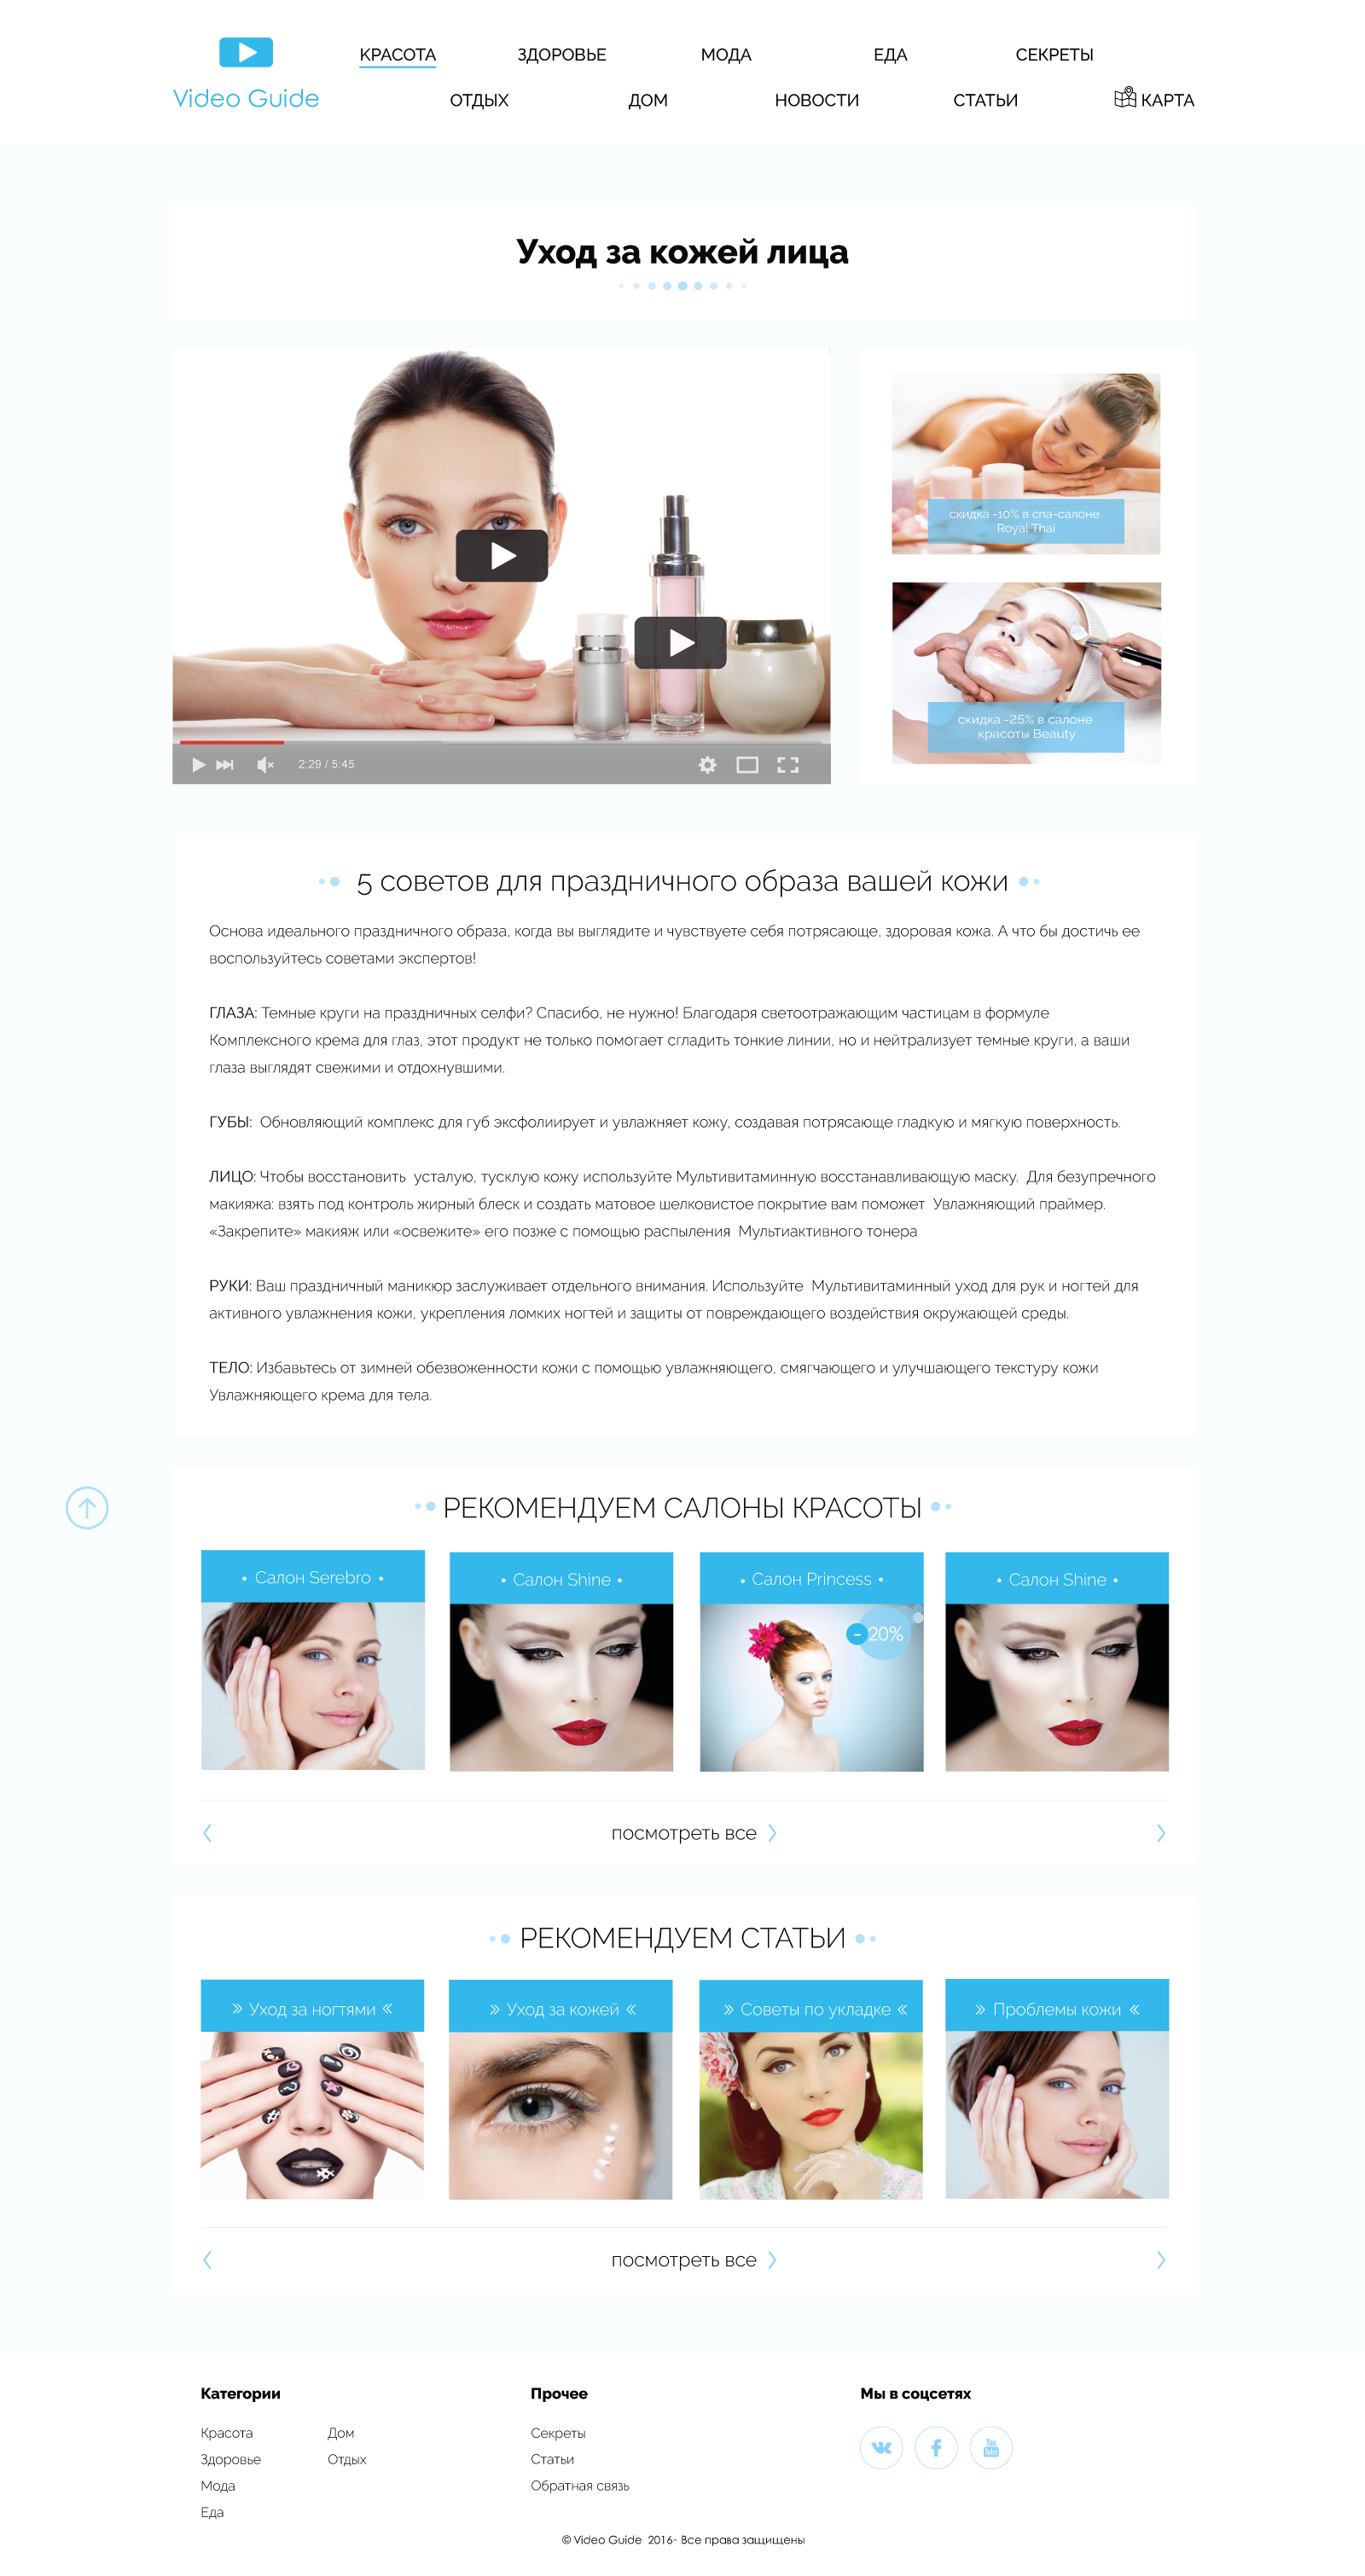 КРАСОТА ЗДОРОВЬЕ МОДА ЕДА СЕКРЕТЫ
Video Guide
ОТДЫХ ДОМ НОВОСТИ СТАТЬИ КАРТА
Уход за кожей лица
скидка -10% в спа-салоне
Royal Thai
скидка -25% в салоне
красоты Beauty
2:29 / 5:45
5 советов для праздничного образа вашей кожи
Основа идеального праздничного образа, когда вы выглядите и чувствуете себя потрясающе, здоровая кожа. А что бы достичь ее
воспользуйтесь советами экспертов!
ГЛАЗА: Темные круги на праздничных селфи? Спасибо, не нужно! Благодаря светоотражающим частицам в формуле
Комплексного крема для глаз, этот продукт не только помогает сгладить тонкие линии, но и нейтрализует темные круги, а ваши
глаза выглядят свежими и отдохнувшими.
ГУБЫ: Обновляющий комплекс для губ эксфолиирует и увлажняет кожу, создавая потрясающе гладкую и мягкую поверхность.
ЛИЦО: Чтобы восстановить усталую, тусклую кожу используйте Мультивитаминную восстанавливающую маску. Для безупречного
макияжа: взять под контроль жирный блеск и создать матовое шелковистое покрытие вам поможет Увлажняющий праймер.
«Закрепите» макияж или «освежите» его позже с помощью распыления Мультиактивного тонера
РУКИ: Ваш праздничный маникюр заслуживает отдельного внимания. Используйте Мультивитаминный уход для рук и ногтей для
активного увлажнения кожи, укрепления ломких ногтей и защиты от повреждающего воздействия окружающей среды.
ТЕЛО: Избавьтесь от зимней обезвоженности кожи с помощью увлажняющего, смягчающего и улучшающего текстуру кожи
Увлажняющего крема для тела.
РЕКОМЕНДУЕМ САЛОНЫ КРАСОТЫ
• Салон Serebro • • Салон Shine • • Салон Princess • • Салон Shine •
- 20%
посмотреть все
РЕКОМЕНДУЕМ СТАТЬИ
» Уход за ногтями « » Уход за кожей « » Советы по укладке « » Проблемы кожи «
посмотреть все
Категории Прочее Мы в соцсетях
Красота Дом Секреты
Здоровье Отдых Статьи
Мода Обратная связь
Еда
You Tube
© Video Guide 2016- Все права защищены